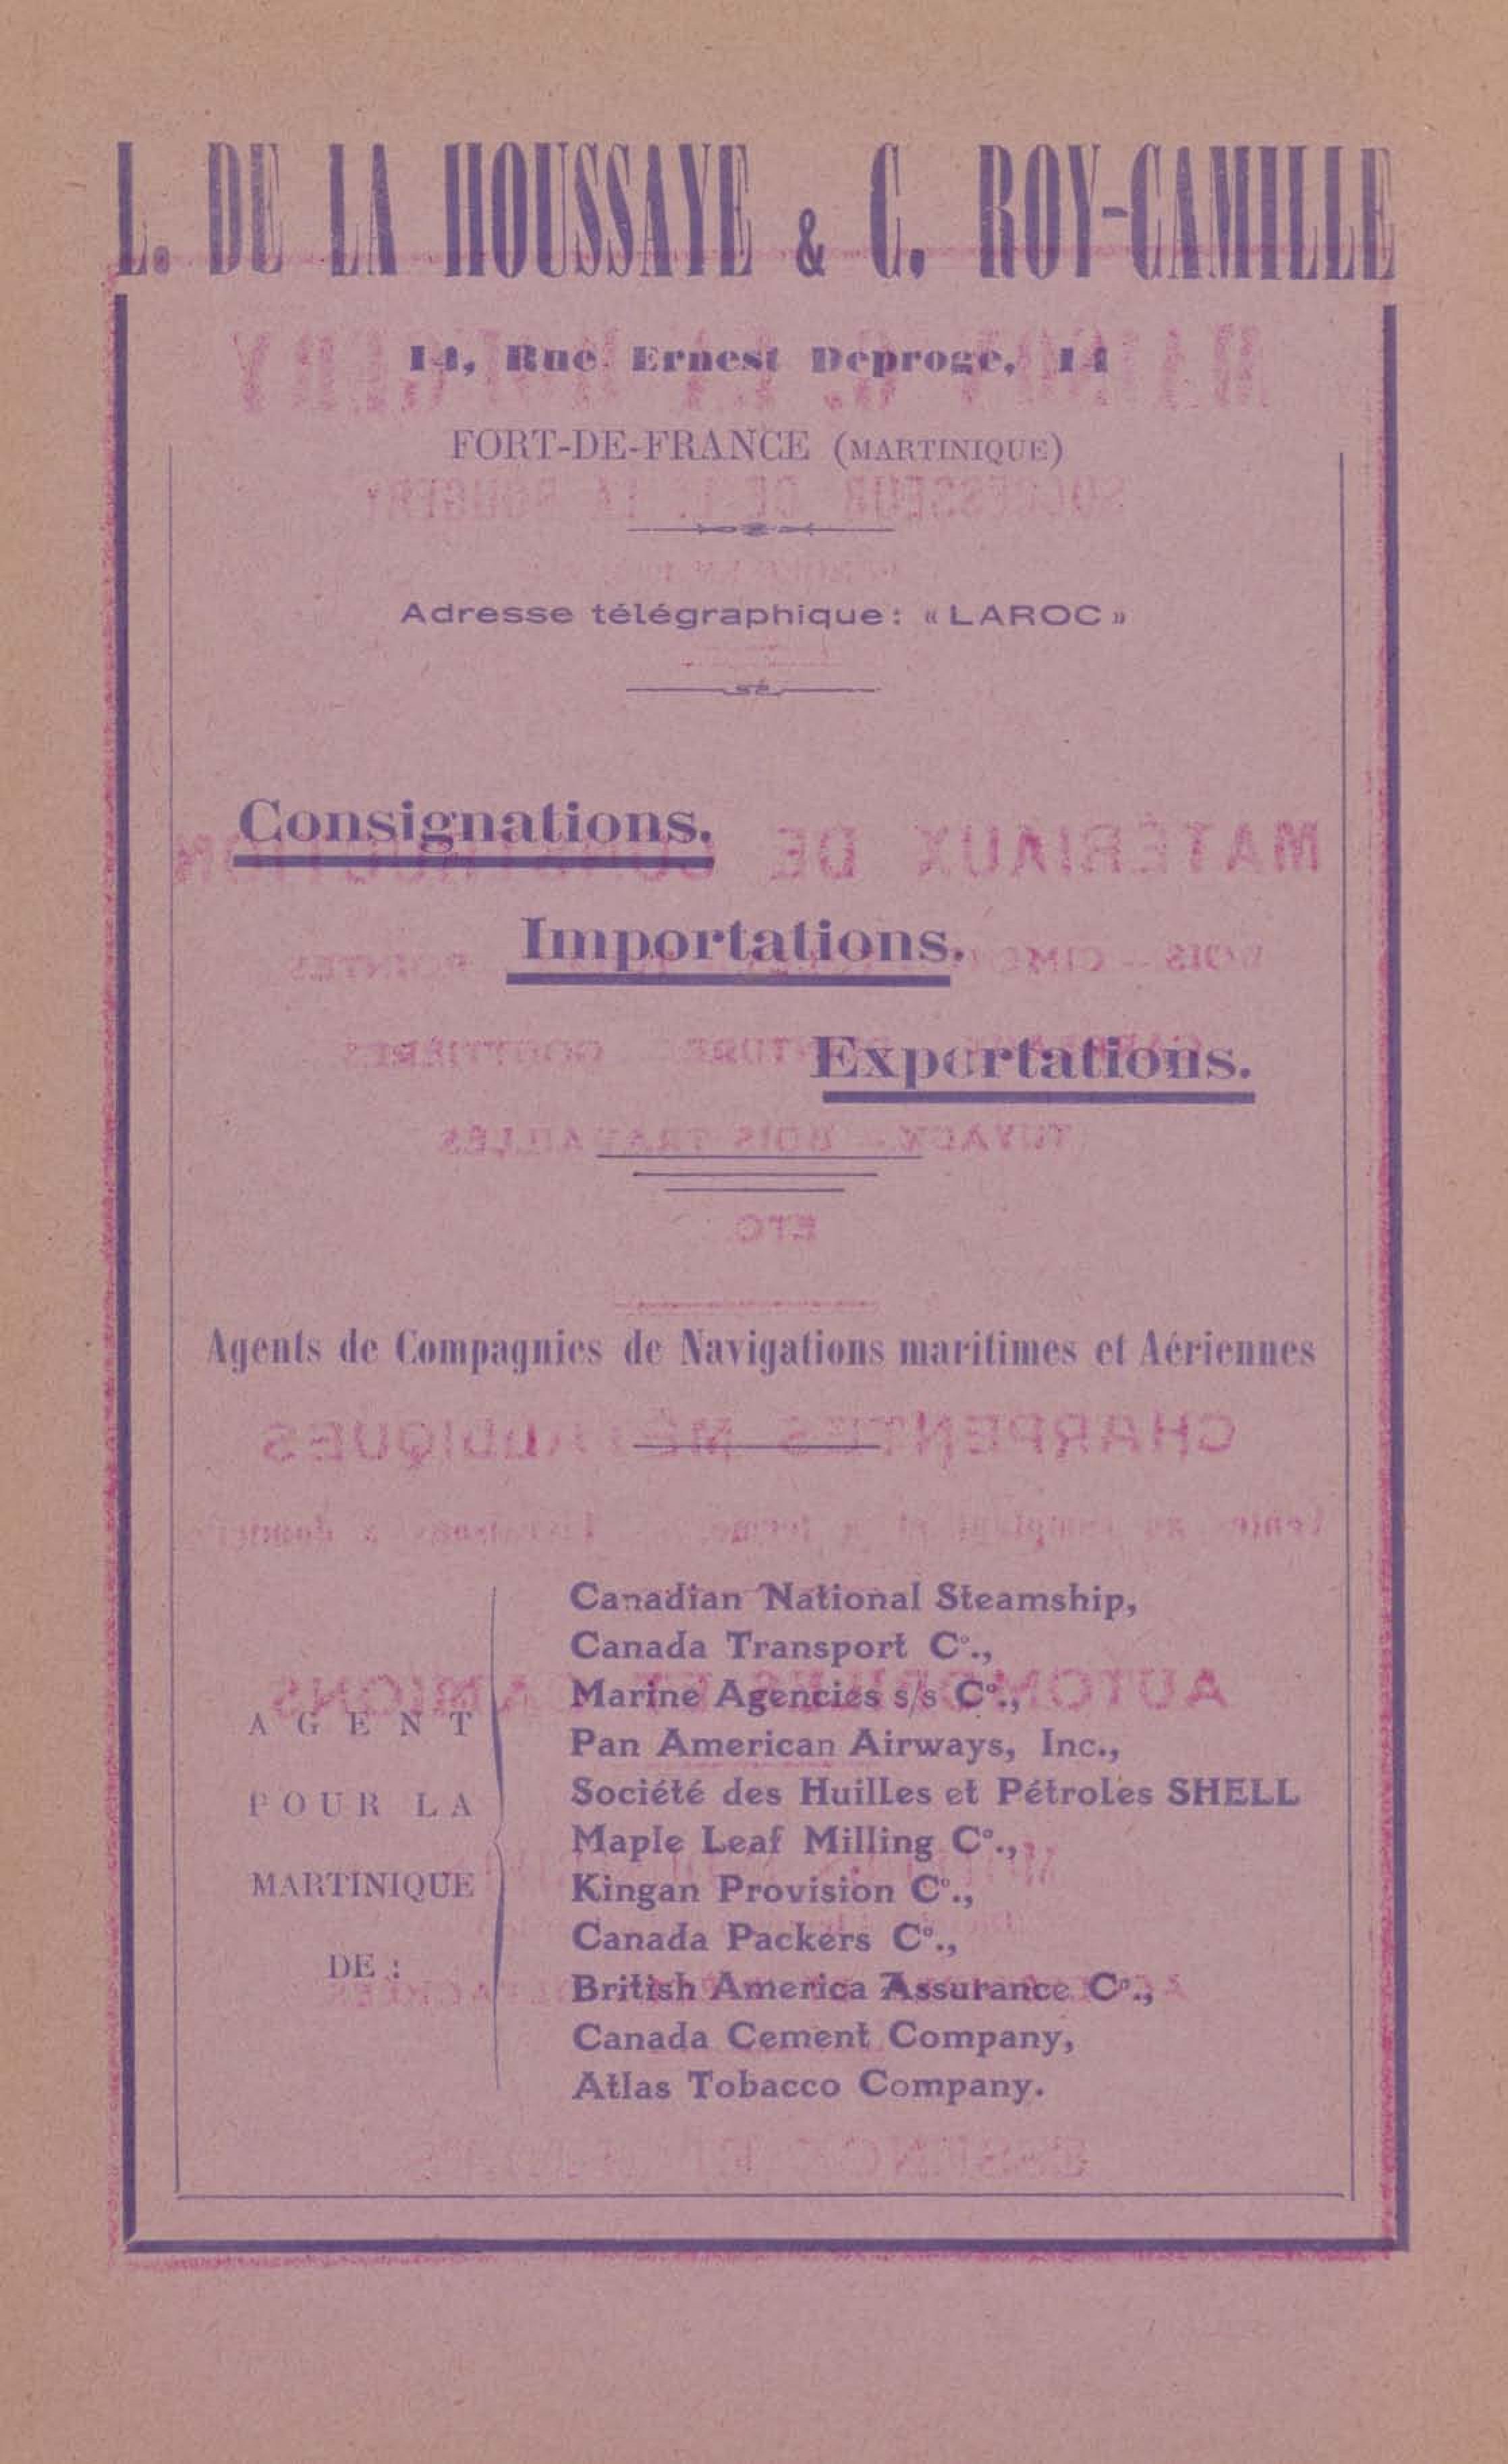 L. DE LA HOUSSAYE & C. ROY-CAMILLE
14, Rue Ernest Deproge, 14
FORT-DE-FRANCE (MARTINIQUE)
Adresse télégraphique: « LAROC »
Consignations.
Importations.
Exportations.
Agents de Compagnies de Navigations maritimes et Aériennes
AGENT
POUR LA
MARTINIQUE
DE :
Canadian National Steamship,
Canada Transport C°.,
Marine Agencies s/s C°.,
Pan American Airways, Inc.,
Société des Huilles et Pétroles SHELL
Maple Leaf Milling C°.,
Kingan Provision C°.,
Canada Packers C°.,
British America Assurance C°.,
Canada Cement Company,
Atlas Tobacco Company.